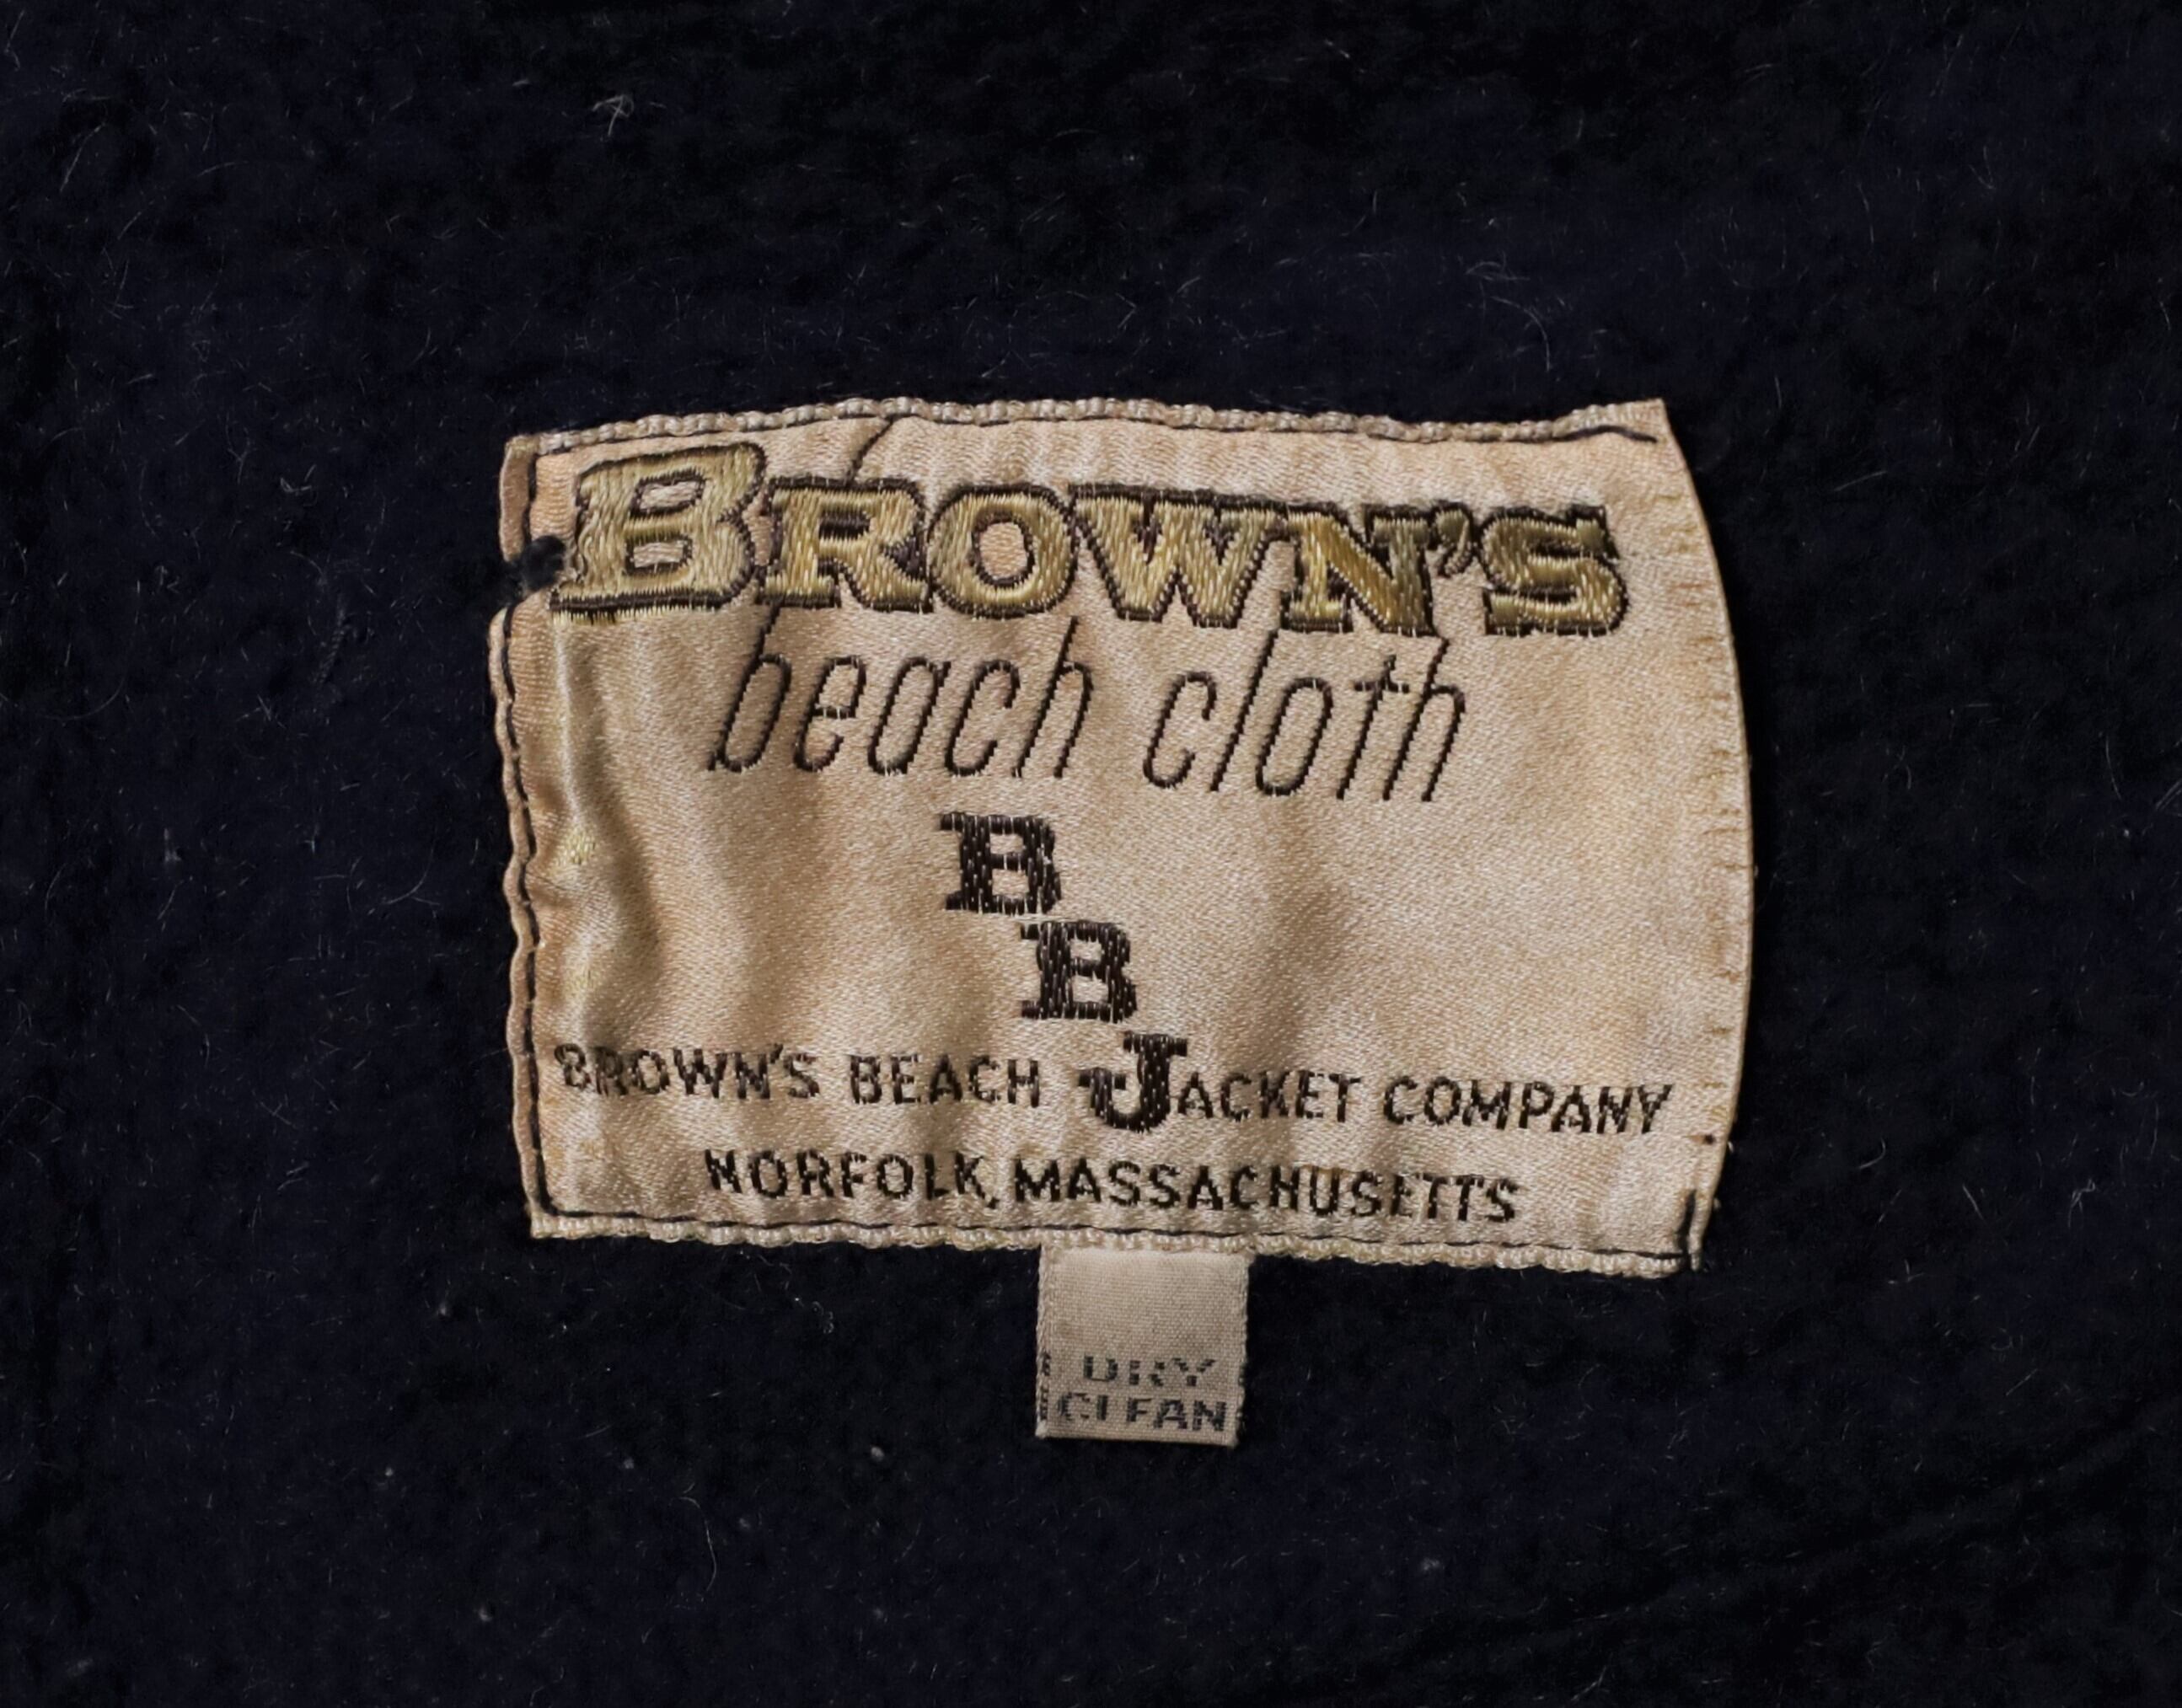 BROWN'S
beach cloth
B
B
BROWN'S BEACH JACKET COMPANY
NORFOLK, MASSACHUSETTS
DRY
CLEAN